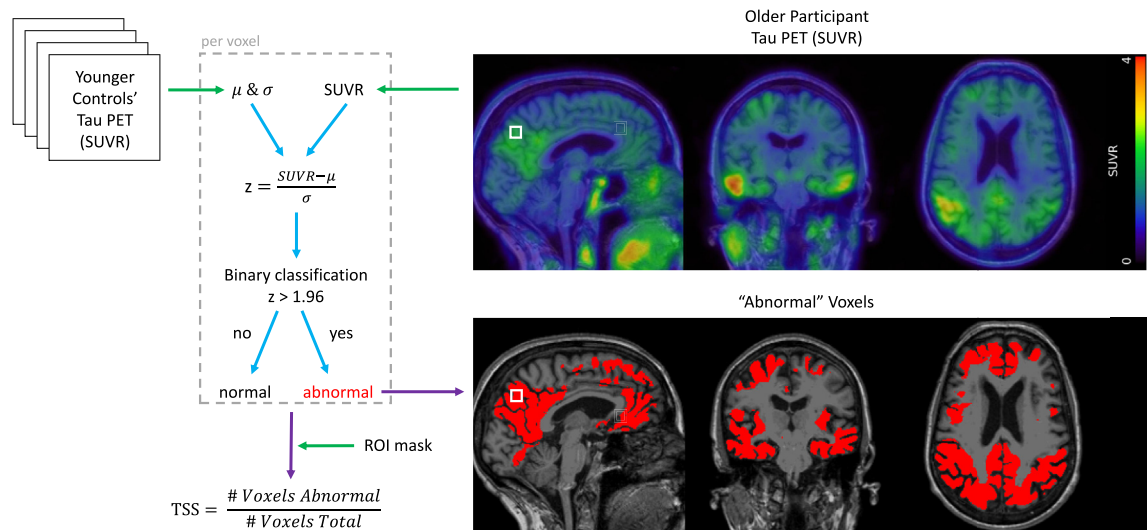 Younger
Controls'
Tau PET
(SUVR)
per voxel
μ & σ
SUVR
z = SUVR−μ / σ
Binary classification
z > 1.96
no
yes
normal
abnormal
ROI mask
TSS = # Voxels Abnormal / # Voxels Total
Older Participant
Tau PET (SUVR)
4
SUVR
0
“Abnormal” Voxels